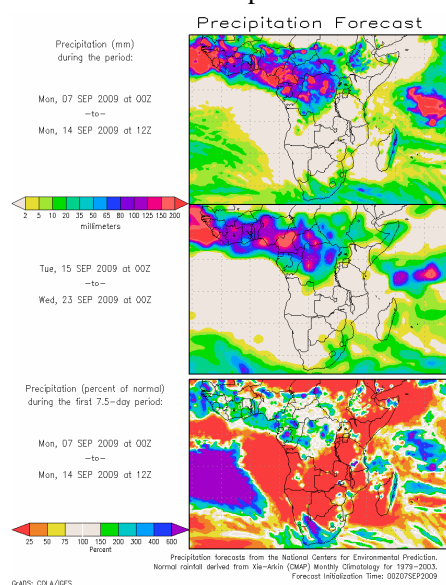 Precipitation Forecast
Precipitation (mm)
during the period:
Mon, 07 SEP 2009 at 00Z
-to-
Mon, 14 SEP 2009 at 12Z
2 5 10 20 35 50 65 80 100 125 150 200
millimeters
Tue, 15 SEP 2009 at 00Z
-to-
Wed, 23 SEP 2009 at 00Z
Precipitation (percent of normal)
during the first 7.5-day period:
Mon, 07 SEP 2009 at 00Z
-to-
Mon, 14 SEP 2009 at 12Z
25 50 75 100 150 200 300 400 600
Percent
Precipitation forecasts from the National Centers for Environmental Prediction.
Normal rainfall derived from Xie-Arkin (CMAP) Monthly Climatology for 1979-2003.
Forecast Initialization Time: 00Z07SEP2009
GrADS: COLA/IGES